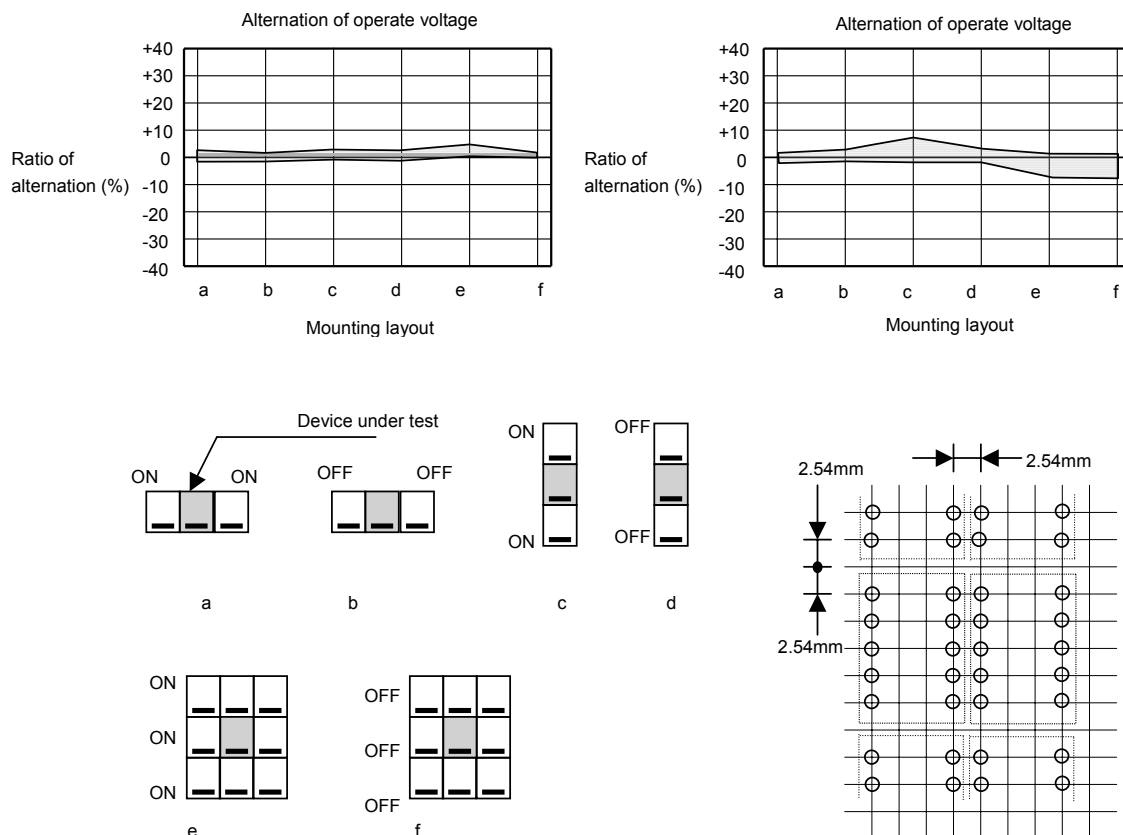 Alternation of operate voltage
+40
+30
+20
+10
0
-10
-20
-30
-40
Ratio of
alternation (%)
a b c d e f
Mounting layout
Alternation of operate voltage
+40
+30
+20
+10
0
-10
-20
-30
-40
Ratio of
alternation (%)
a b c d e f
Mounting layout
Device under test
ON ON
a
OFF OFF
b
ON
ON
c
OFF
OFF
d
2.54mm
2.54mm
2.54mm
ON
ON
ON
e
OFF
OFF
OFF
f